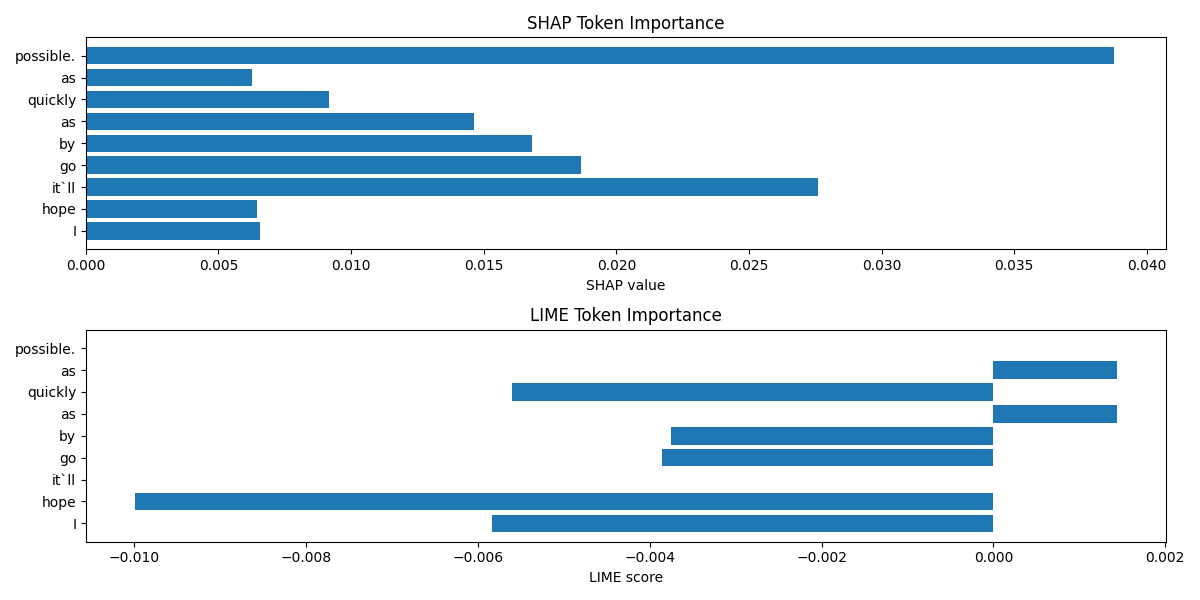 SHAP Token Importance
possible.
as
quickly
as
by
go
it`ll
hope
I
0.000 0.005 0.010 0.015 0.020 0.025 0.030 0.035 0.040
SHAP value
LIME Token Importance
possible.
as
quickly
as
by
go
it`ll
hope
I
−0.010 −0.008 −0.006 −0.004 −0.002 0.000 0.002
LIME score